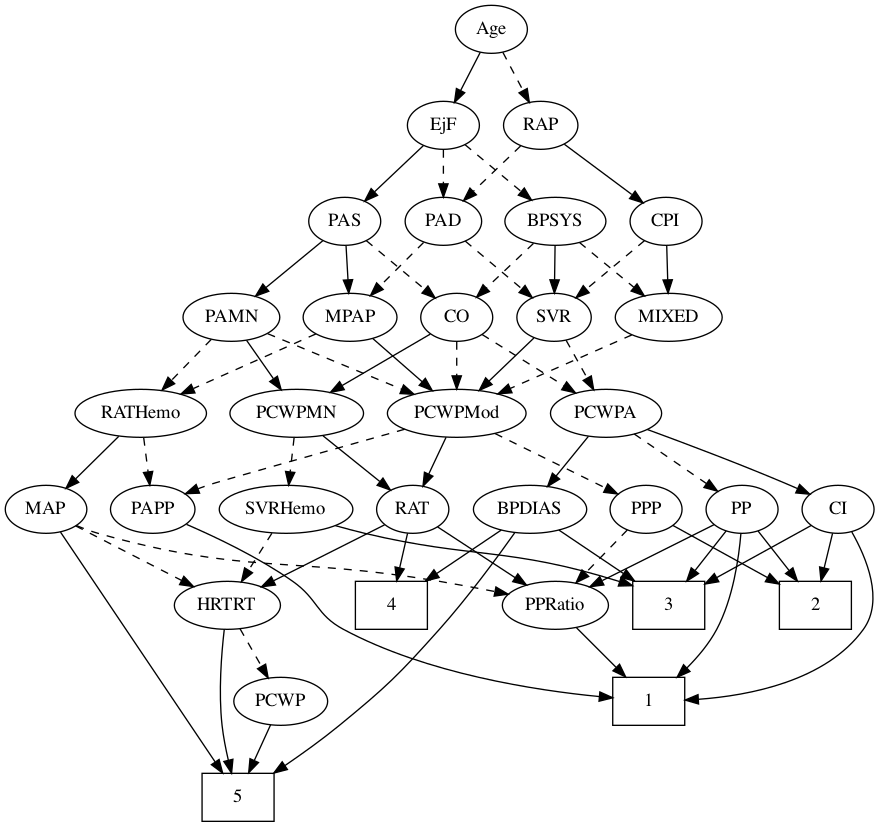 Age
EjF
RAP
PAS
PAD
BPSYS
CPI
PAMN
MPAP
CO
SVR
MIXED
RATHemo
PCWPMN
PCWPMod
PCWPA
MAP
PAPP
SVRHemo
RAT
BPDIAS
PPP
PP
CI
HRTRT
4
PPRatio
3
2
PCWP
1
5